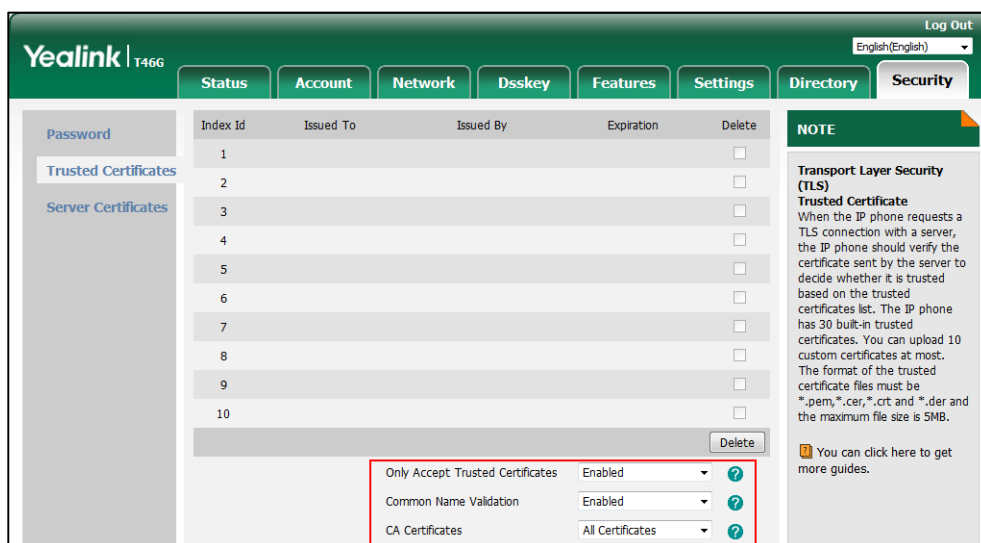 Log Out
Yealink T46G
English(English)
Status Account Network Dsskey Features Settings Directory Security
Password
Trusted Certificates
Server Certificates
Index Id Issued To Issued By Expiration Delete
1
2
3
4
5
6
7
8
9
10
Delete
Only Accept Trusted Certificates Enabled ?
Common Name Validation Enabled ?
CA Certificates All Certificates ?
NOTE
Transport Layer Security
(TLS)
Trusted Certificate
When the IP phone requests a
TLS connection with a server,
the IP phone should verify the
certificate sent by the server to
decide whether it is trusted
based on the trusted
certificates list. The IP phone
has 30 built-in trusted
certificates. You can upload 10
custom certificates at most.
The format of the trusted
certificate files must be
*.pem,*.cer,*.crt and *.der and
the maximum file size is 5MB.
? You can click here to get
more guides.